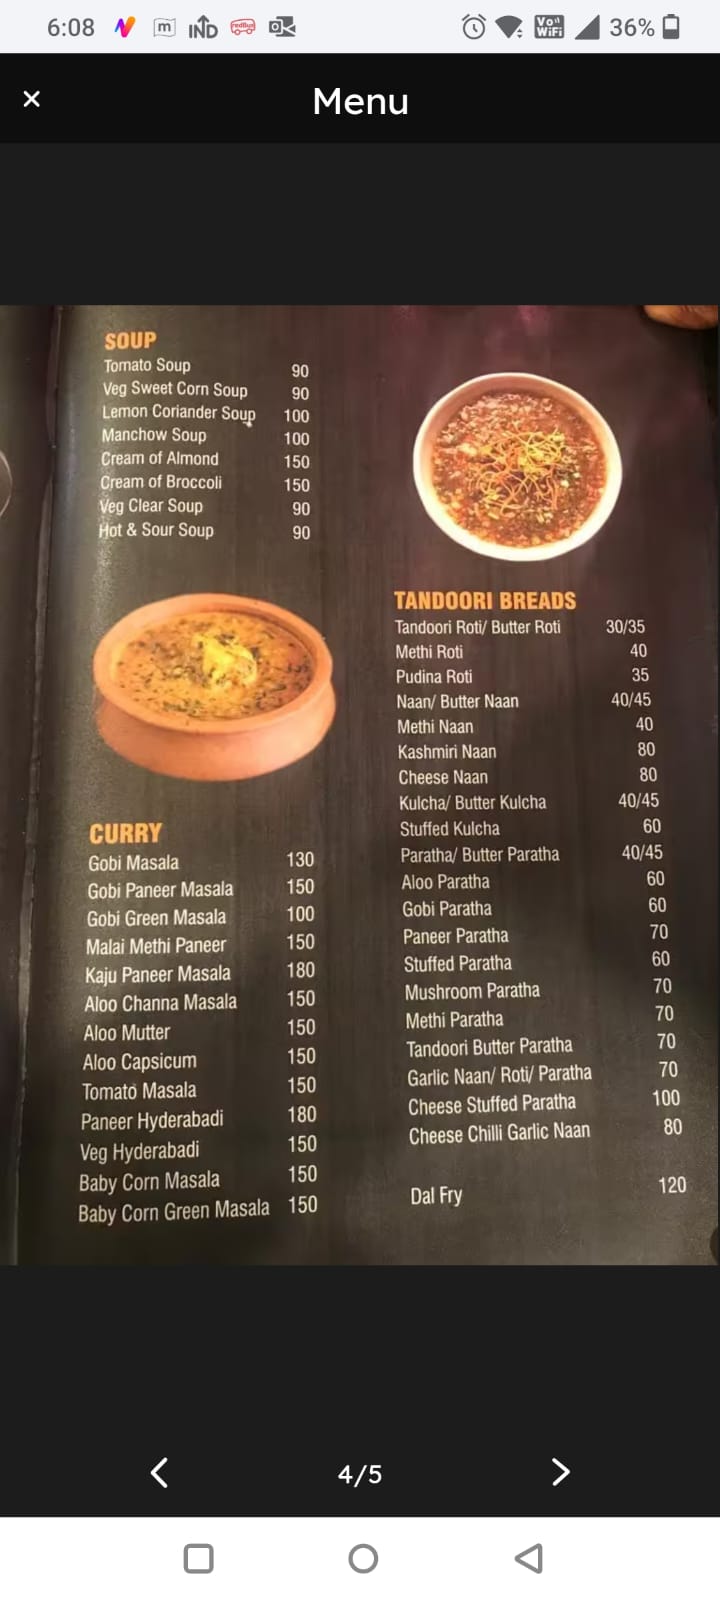 6:08
m
IND
redBus
Vo))
WiFi
36%
Menu
SOUP
Tomato Soup 90
Veg Sweet Corn Soup 90
Lemon Coriander Soup 100
Manchow Soup 100
Cream of Almond 150
Cream of Broccoli 150
Veg Clear Soup 90
Hot & Sour Soup 90
CURRY
Gobi Masala 130
Gobi Paneer Masala 150
Gobi Green Masala 100
Malai Methi Paneer 150
Kaju Paneer Masala 180
Aloo Channa Masala 150
Aloo Mutter 150
Aloo Capsicum 150
Tomato Masala 150
Paneer Hyderabadi 180
Veg Hyderabadi 150
Baby Corn Masala 150
Baby Corn Green Masala 150
TANDOORI BREADS
Tandoori Roti/ Butter Roti 30/35
Methi Roti 40
Pudina Roti 35
Naan/ Butter Naan 40/45
Methi Naan 40
Kashmiri Naan 80
Cheese Naan 80
Kulcha/ Butter Kulcha 40/45
Stuffed Kulcha 60
Paratha/ Butter Paratha 40/45
Aloo Paratha 60
Gobi Paratha 60
Paneer Paratha 70
Stuffed Paratha 60
Mushroom Paratha 70
Methi Paratha 70
Tandoori Butter Paratha 70
Garlic Naan/ Roti/ Paratha 70
Cheese Stuffed Paratha 100
Cheese Chilli Garlic Naan 80
Dal Fry 120
4/5